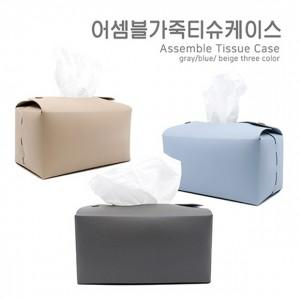 어셈블가죽티슈케이스
Assemble Tissue Case
gray/blue/ beige three color